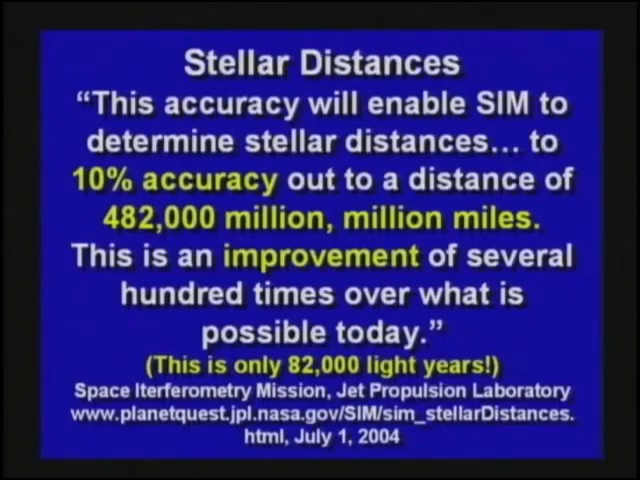 Stellar Distances
“This accuracy will enable SIM to
determine stellar distances... to
10% accuracy out to a distance of
482,000 million, million miles.
This is an improvement of several
hundred times over what is
possible today.”
(This is only 82,000 light years!)
Space Iterferometry Mission, Jet Propulsion Laboratory
www.planetquest.jpl.nasa.gov/SIM/sim_stellarDistances.
html, July 1, 2004